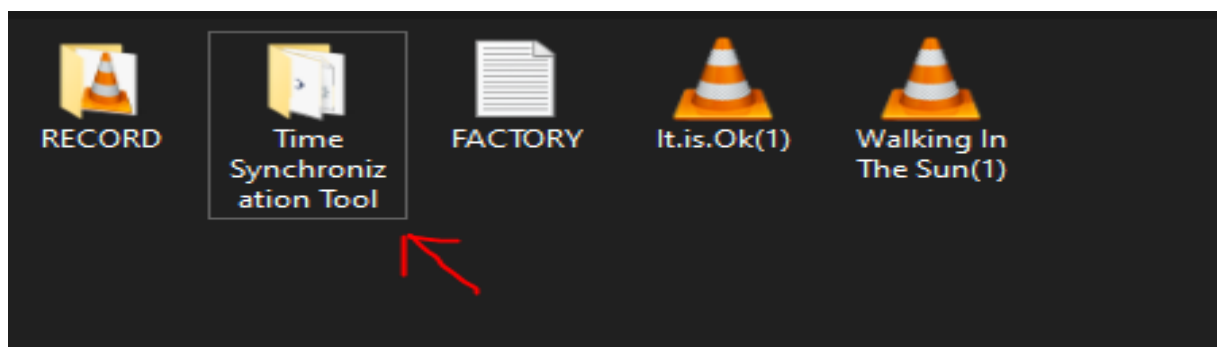 RECORD
Time
Synchroniz
ation Tool
FACTORY
It.is.Ok(1)
Walking In
The Sun(1)